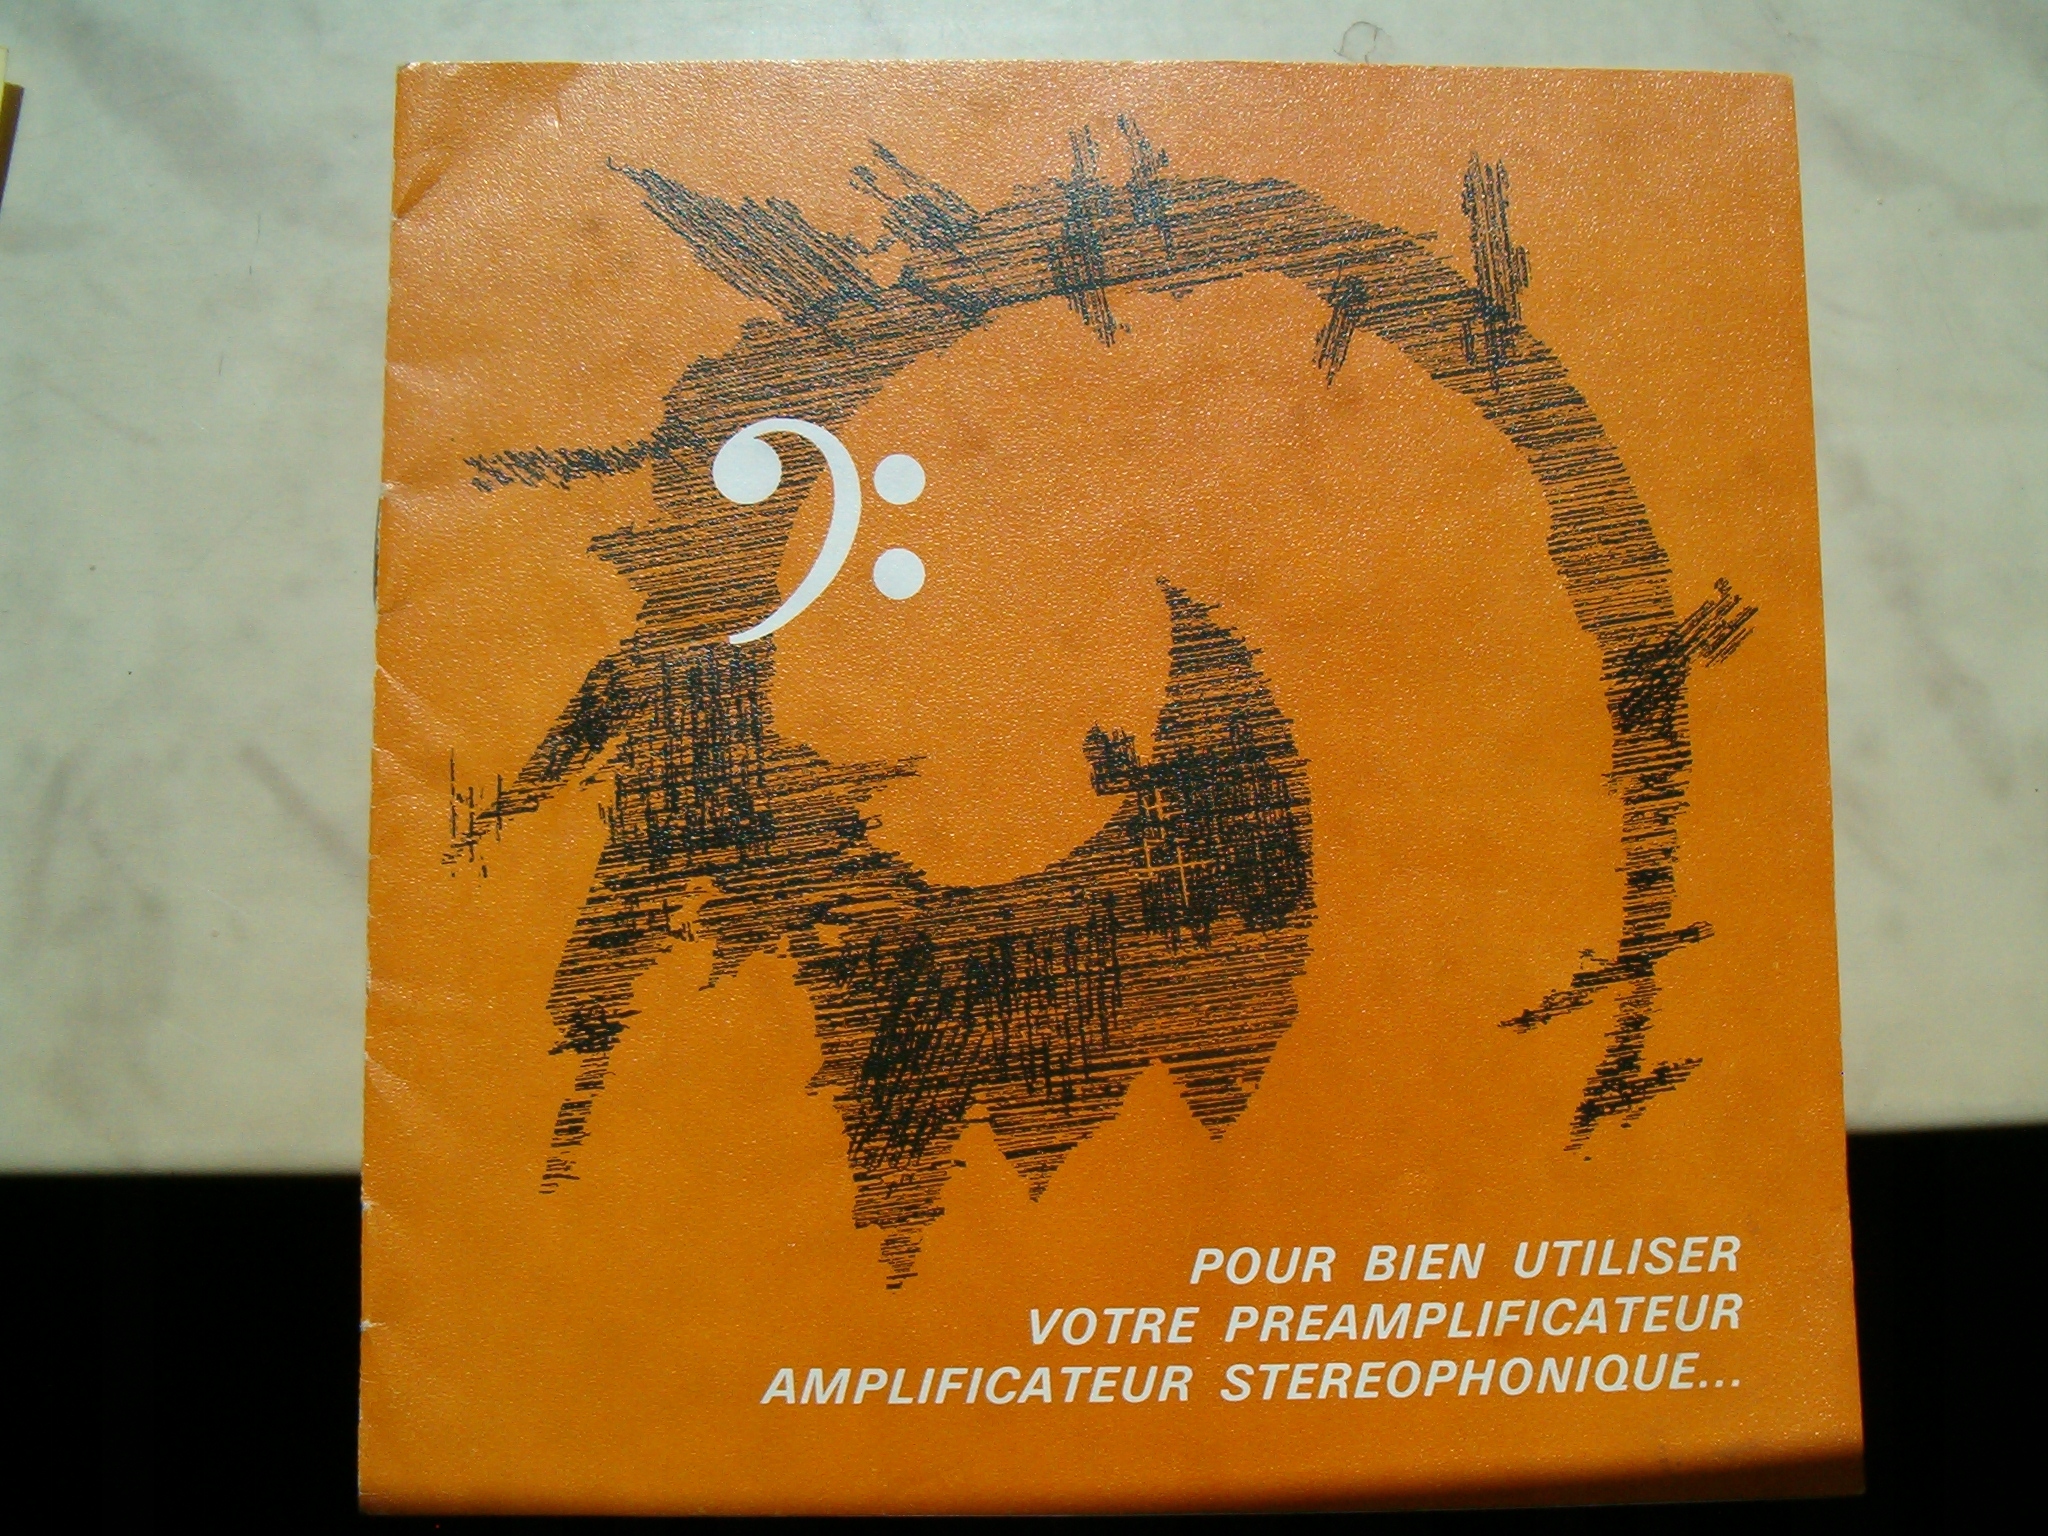 POUR BIEN UTILISER
VOTRE PREAMPLIFICATEUR
AMPLIFICATEUR STEREOPHONIQUE...